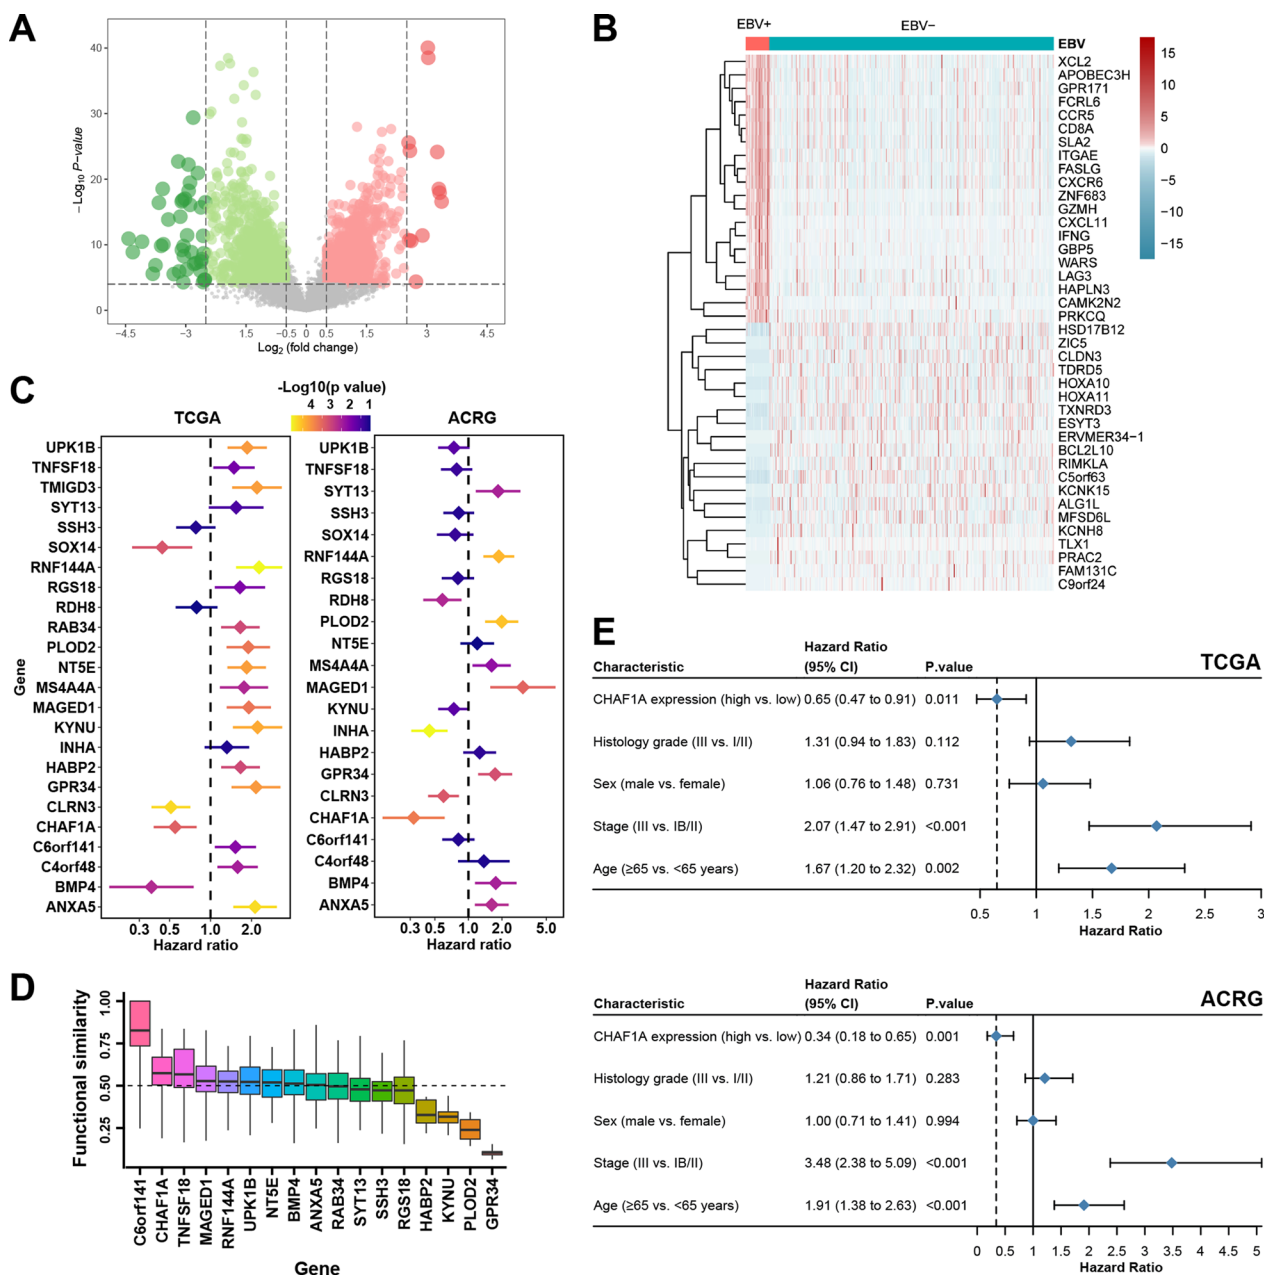 A
40
30
20
10
0
−Log10 P−value
−4.5
−3
1.5
−0.5
0
0.5
1.5
3
4.5
Log2 (fold change)
B
EBV+
EBV−
EBV
XCL2
APOBEC3H
GPR171
FCRL6
CCR5
CD8A
SLA2
ITGAE
FASLG
CXCR6
ZNF683
GZMH
CXCL11
IFNG
GBP5
WARS
LAG3
HAPLN3
CAMK2N2
PRKCQ
HSD17B12
ZIC5
CLDN3
TDRD5
HOXA10
HOXA11
TXNRD3
ESYT3
ERVMER34−1
BCL2L10
RIMKLA
C5orf63
KCNK15
ALG1L
MFSD6L
KCNH8
TLX1
PRAC2
FAM131C
C9orf24
15
10
5
0
−5
−10
−15
C
-Log10(p value)
4 3 2 1
TCGA
UPK1B
TNFSF18
TMIGD3
SYT13
SSH3
SOX14
RNF144A
RGS18
RDH8
RAB34
PLOD2
NT5E
MS4A4A
MAGED1
KYNU
INHA
HABP2
GPR34
CLRN3
CHAF1A
C6orf141
C4orf48
BMP4
ANXA5
Gene
0.3 0.5 1.0 2.0
Hazard ratio
ACRG
UPK1B
TNFSF18
SYT13
SSH3
SOX14
RNF144A
RGS18
RDH8
PLOD2
NT5E
MS4A4A
MAGED1
KYNU
INHA
HABP2
GPR34
CLRN3
CHAF1A
C6orf141
C4orf48
BMP4
ANXA5
0.3 0.5 1.0 2.0 5.0
Hazard ratio
D
Functional similarity
1.00
0.75
0.50
0.25
C6orf141
CHAF1A
TNFSF18
MAGED1
RNF144A
UPK1B
NT5E
BMP4
ANXA5
RAB34
SYT13
SSH3
RGS18
HABP2
KYNU
PLOD2
GPR34
Gene
E
Hazard Ratio
Characteristic (95% CI) P.value TCGA
CHAF1A expression (high vs. low) 0.65 (0.47 to 0.91) 0.011
Histology grade (III vs. I/II) 1.31 (0.94 to 1.83) 0.112
Sex (male vs. female) 1.06 (0.76 to 1.48) 0.731
Stage (III vs. IB/II) 2.07 (1.47 to 2.91) <0.001
Age (≥65 vs. <65 years) 1.67 (1.20 to 2.32) 0.002
0.5 1 1.5 2 2.5 3
Hazard Ratio
Hazard Ratio
Characteristic (95% CI) P.value ACRG
CHAF1A expression (high vs. low) 0.34 (0.18 to 0.65) 0.001
Histology grade (III vs. I/II) 1.21 (0.86 to 1.71) 0.283
Sex (male vs. female) 1.00 (0.71 to 1.41) 0.994
Stage (III vs. IB/II) 3.48 (2.38 to 5.09) <0.001
Age (≥65 vs. <65 years) 1.91 (1.38 to 2.63) <0.001
0 0.5 1 1.5 2 2.5 3 3.5 4 4.5 5
Hazard Ratio